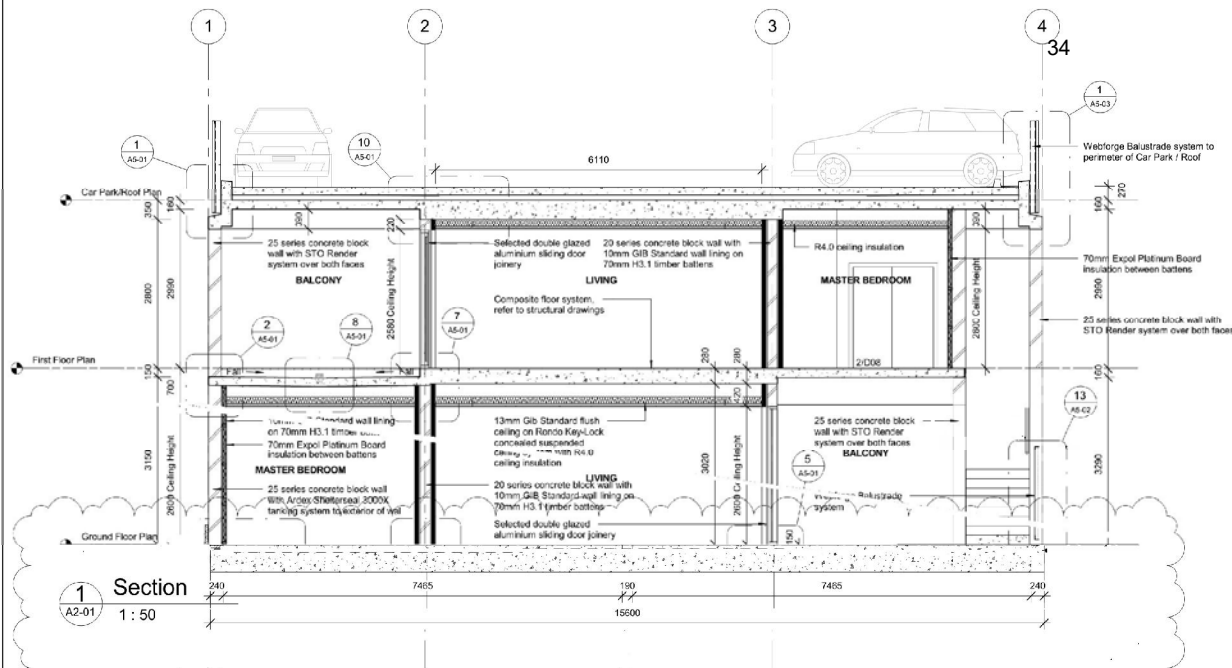 1
2
3
4
34
1
A5-01
10
A5-01
6110
1
A5-03
Webforge Balustrade system to
perimeter of Car Park / Roof
Car Park/Roof Plan
350
160
390
220
390
160
270
25 series concrete block
wall with STO Render
system over both faces
BALCONY
Selected double glazed
aluminium sliding door
joinery
20 series concrete block wall with
10mm GIB Standard wall lining on
70mm H3.1 timber battens
LIVING
R4.0 ceiling insulation
MASTER BEDROOM
70mm Expol Platinum Board
insulation between battens
2800
2990
2580 Ceiling Height
2800 Ceiling Height
2990
Composite floor system,
refer to structural drawings
25 series concrete block wall with
STO Render system over both faces
2
A5-01
8
A5-01
7
A5-01
First Floor Plan
Fall
2/D08
150
700
280
280
420
160
Standard wall lining
on 70mm H3.1 timber
70mm Expol Platinum Board
insulation between battens
MASTER BEDROOM
25 series concrete block wall
with Ardex Shelterseal 3000X
tanking system to exterior of wall
13mm Gib Standard flush
ceiling on Rondo Key-Lock
concealed suspended
with R4.0
ceiling insulation
LIVING
20 series concrete block wall with
10mm GIB Standard wall lining on
70mm H3.1 timber battens
Selected double glazed
aluminium sliding door joinery
25 series concrete block
wall with STO Render
system over both faces
BALCONY
Balustrade
system
13
A5-02
5
A5-01
3150
2600 Ceiling Height
3020
2600 Ceiling Height
150
3290
Ground Floor Plan
1
A2-01
Section
1 : 50
240
7465
190
7465
240
15600